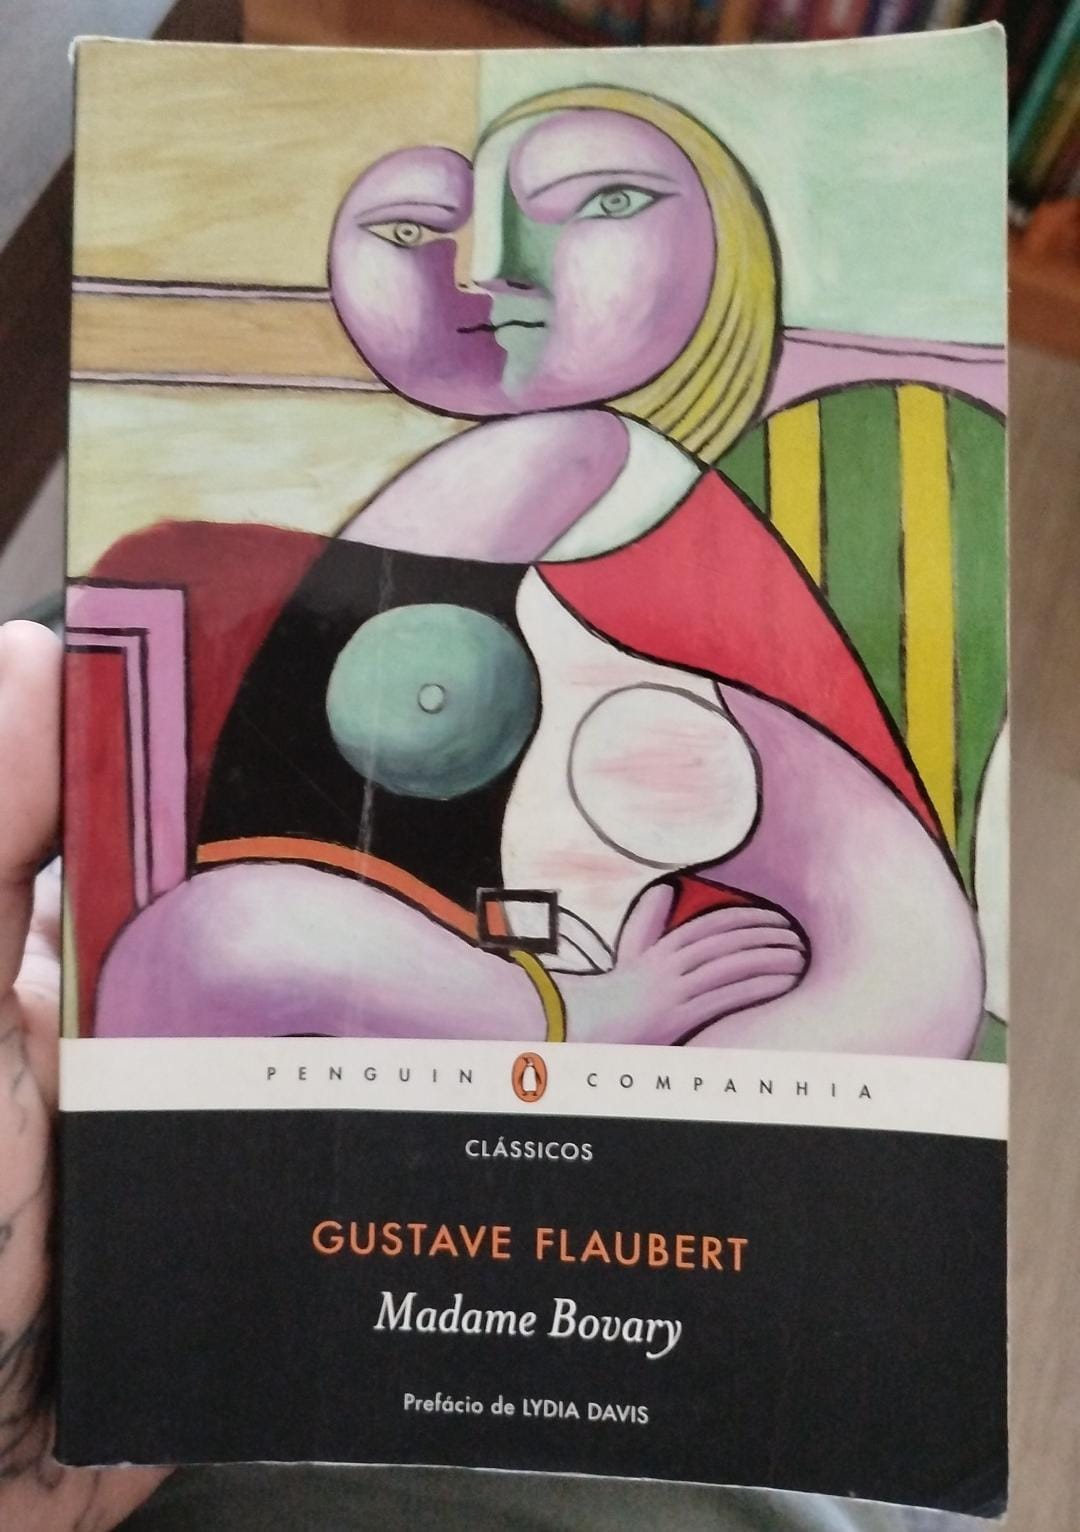 PENGUIN COMPANHIA
CLÁSSICOS
GUSTAVE FLAUBERT
Madame Bovary
Prefácio de LYDIA DAVIS